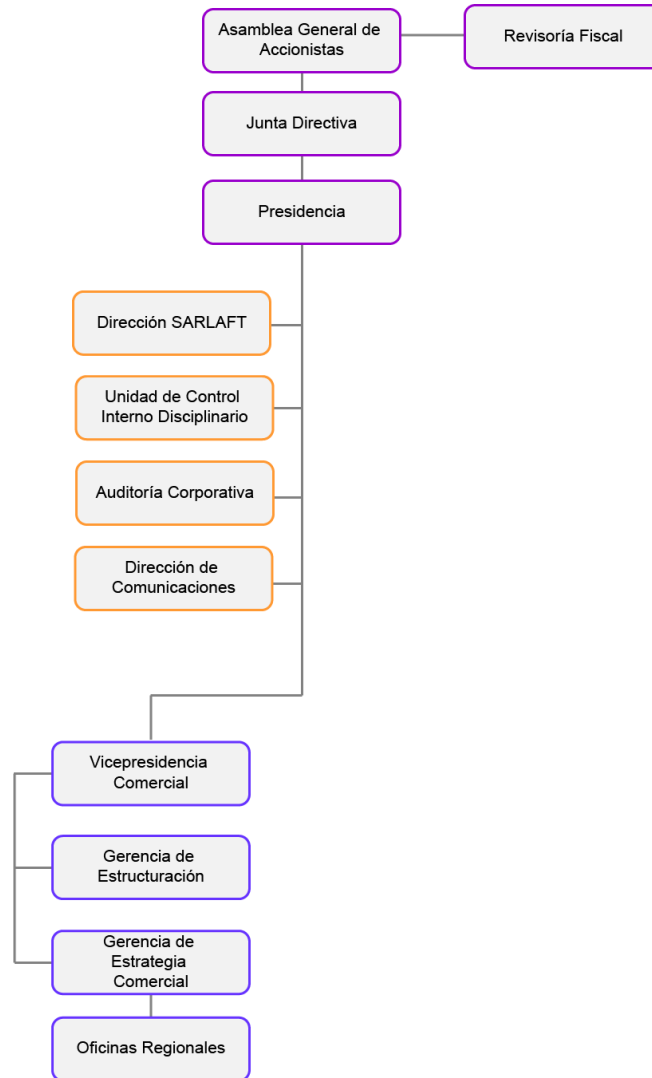 Asamblea General de
Accionistas
Revisoría Fiscal
Junta Directiva
Presidencia
Dirección SARLAFT
Unidad de Control
Interno Disciplinario
Auditoría Corporativa
Dirección de
Comunicaciones
Vicepresidencia
Comercial
Gerencia de
Estructuración
Gerencia de
Estrategia
Comercial
Oficinas Regionales